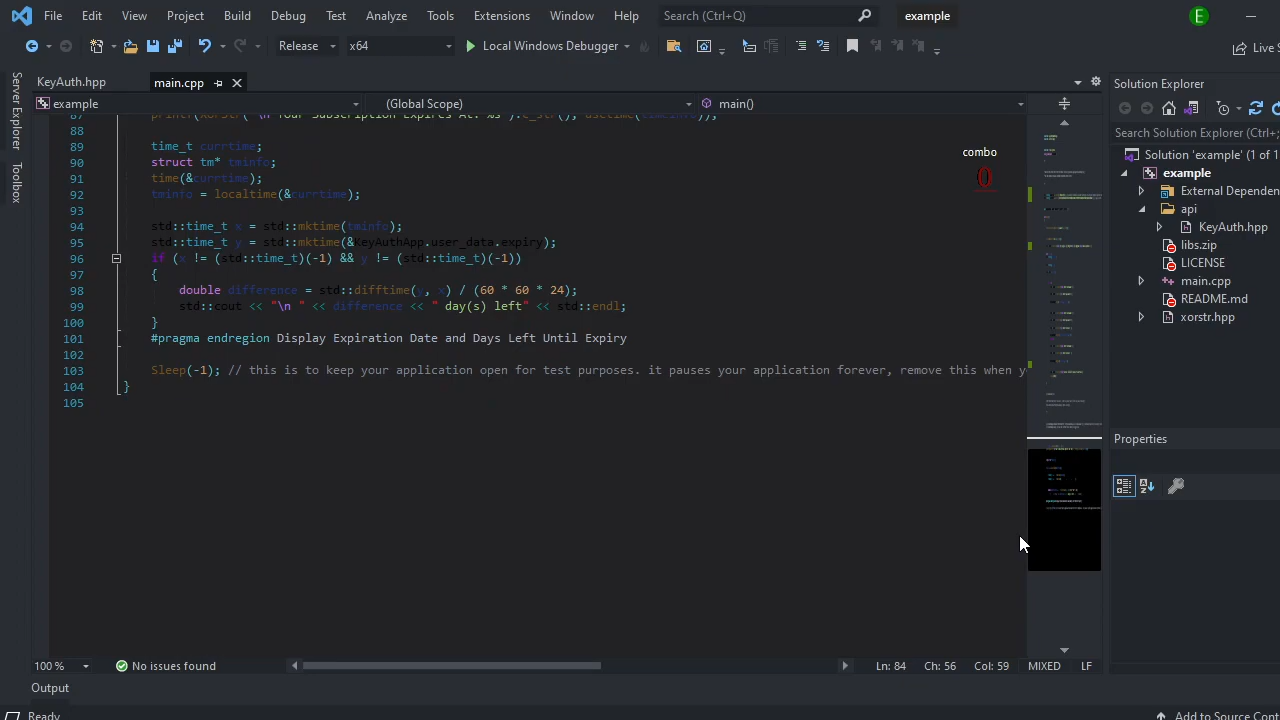 File Edit View Project Build Debug Test Analyze Tools Extensions Window Help Search (Ctrl+Q) example E
Release x64 Local Windows Debugger Live S
Server Explorer
Toolbox
KeyAuth.hpp main.cpp
example (Global Scope) main()
87
88
89 time_t currtime;
90 struct tm* tminfo;
91 time(&currtime);
92 tminfo = localtime(&currtime);
93
94 std::time_t x = std::mktime(tminfo);
95 std::time_t y = std::mktime(&KeyAuthApp.user_data.expiry);
96 if (x != (std::time_t)(-1) && y != (std::time_t)(-1))
97 {
98 double difference = std::difftime(y, x) / (60 * 60 * 24);
99 std::cout << "\n " << difference << " day(s) left" << std::endl;
100 }
101 #pragma endregion Display Expiration Date and Days Left Until Expiry
102
103 Sleep(-1); // this is to keep your application open for test purposes. it pauses your application forever, remove this when y
104 }
105
combo
0
Solution Explorer
Search Solution Explorer (Ctrl+;
Solution 'example' (1 of 1
example
External Dependen
api
KeyAuth.hpp
libs.zip
LICENSE
main.cpp
README.md
xorstr.hpp
Properties
100 % No issues found Ln: 84 Ch: 56 Col: 59 MIXED LF
Output
Ready Add to Source Cont